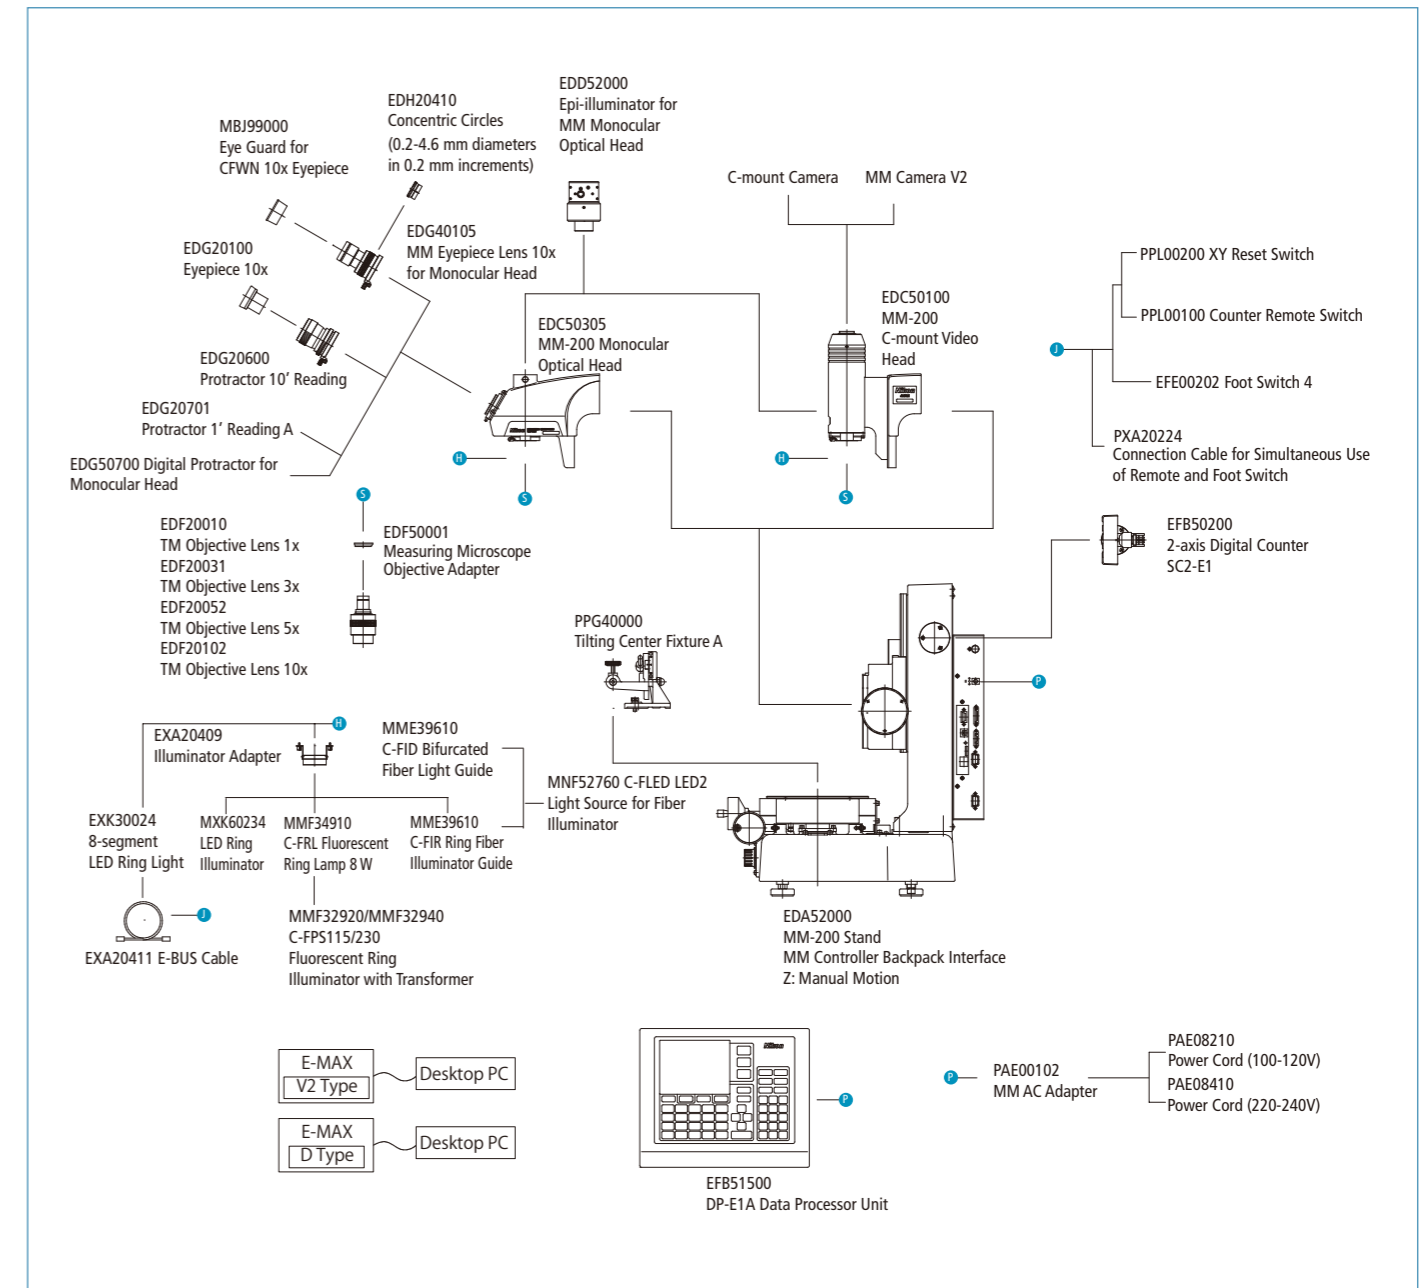 EDD52000
Epi-illuminator for
MM Monocular
Optical Head
EDH20410
Concentric Circles
(0.2-4.6 mm diameters
in 0.2 mm increments)
MBJ99000
Eye Guard for
CFWN 10x Eyepiece
C-mount Camera
MM Camera V2
EDG40105
MM Eyepiece Lens 10x
for Monocular Head
EDG20100
Eyepiece 10x
PPL00200 XY Reset Switch
EDC50100
MM-200
C-mount Video
Head
PPL00100 Counter Remote Switch
J
EDC50305
MM-200 Monocular
Optical Head
EDG20600
Protractor 10’ Reading
EFE00202 Foot Switch 4
Nikon
EDG20701
Protractor 1’ Reading A
PXA20224
Connection Cable for Simultaneous Use
of Remote and Foot Switch
Nikon
EDG50700 Digital Protractor for
Monocular Head
H
H
S
S
S
EDF20010
TM Objective Lens 1x
EDF20031
TM Objective Lens 3x
EDF20052
TM Objective Lens 5x
EDF20102
TM Objective Lens 10x
EDF50001
Measuring Microscope
Objective Adapter
EFB50200
2-axis Digital Counter
SC2-E1
PPG40000
Tilting Center Fixture A
P
H
EXA20409
Illuminator Adapter
MME39610
C-FID Bifurcated
Fiber Light Guide
MNF52760 C-FLED LED2
Light Source for Fiber
Illuminator
EXK30024
8-segment
LED Ring Light
MXK60234
LED Ring
Illuminator
MMF34910
C-FRL Fluorescent
Ring Lamp 8 W
MME39610
C-FIR Ring Fiber
Illuminator Guide
J
EXA20411 E-BUS Cable
MMF32920/MMF32940
C-FPS115/230
Fluorescent Ring
Illuminator with Transformer
EDA52000
MM-200 Stand
MM Controller Backpack Interface
Z: Manual Motion
E-MAX
V2 Type
Desktop PC
E-MAX
D Type
Desktop PC
Nikon
P
EFB51500
DP-E1A Data Processor Unit
P
PAE00102
MM AC Adapter
PAE08210
Power Cord (100-120V)
PAE08410
Power Cord (220-240V)